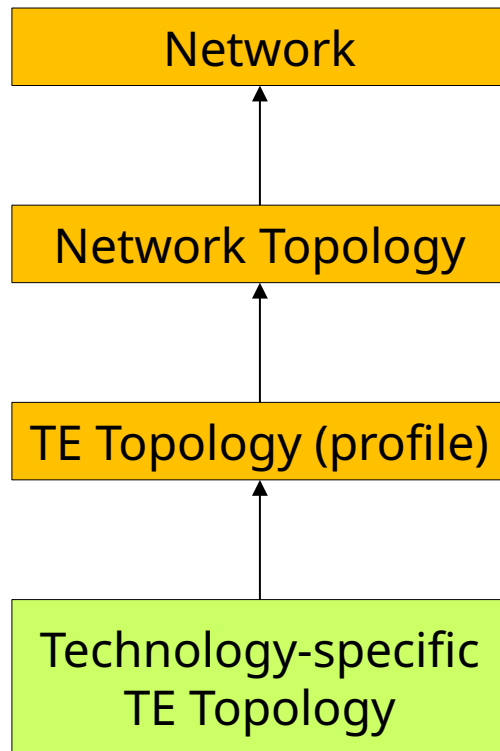 Network
Network Topology
TE Topology (profile)
Technology-specific
TE Topology